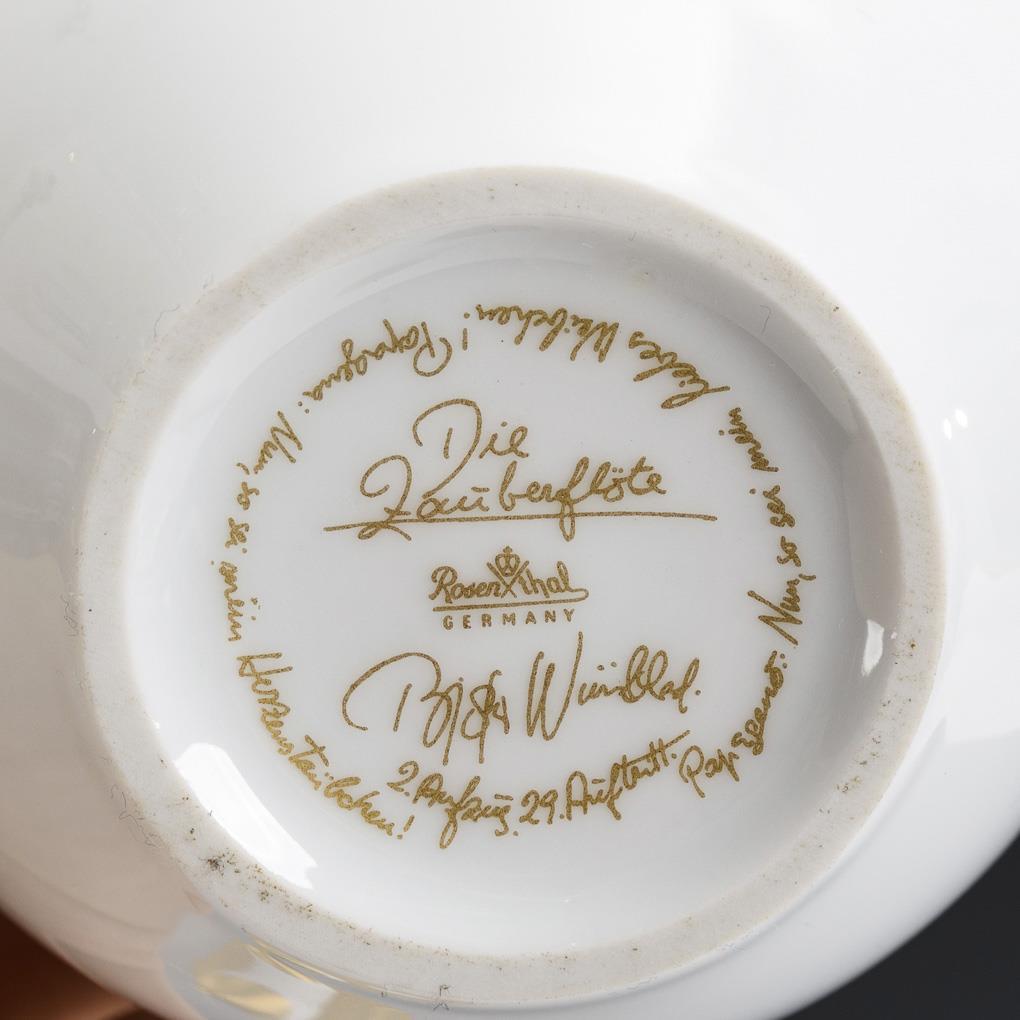 Die
Zauberflöte
Rosenthal
GERMANY
Bjørn Wiinblad.
2. Aufzug. 29. Auftritt. Papageno: Nun, so sei mein liebes Weibchen! Papagena: Nun, so sei mein Herzenstäubchen!